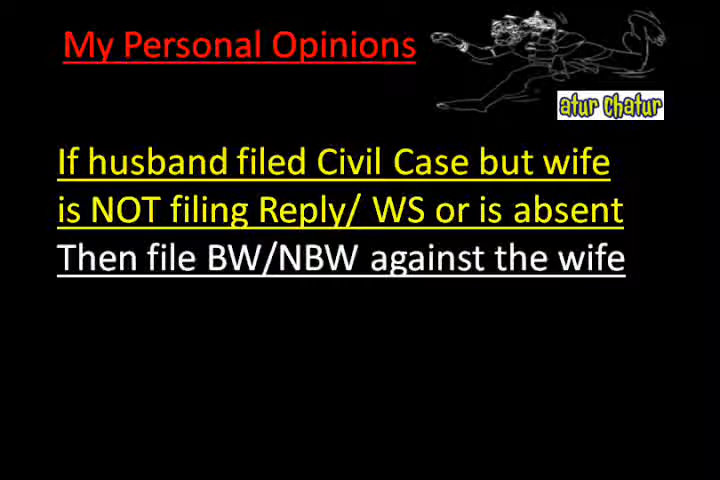 My Personal Opinions
atur chatur
If husband filed Civil Case but wife
is NOT filing Reply/ WS or is absent
Then file BW/NBW against the wife